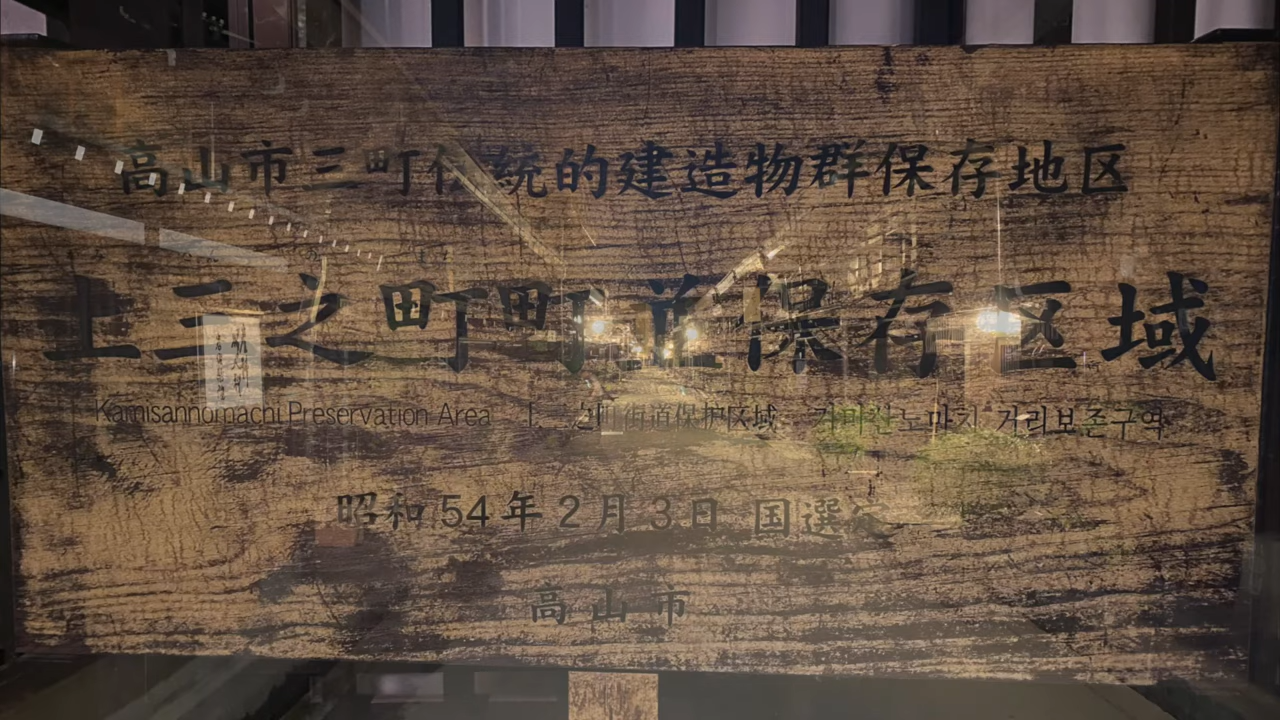 高山市三町伝統的建造物群保存地区
上三之町町並保存区域
Kamisannomachi Preservation Area 上三之町街道保护区域 카미산노마치 거리보존구역
昭和54年2月3日 国選定
高山市